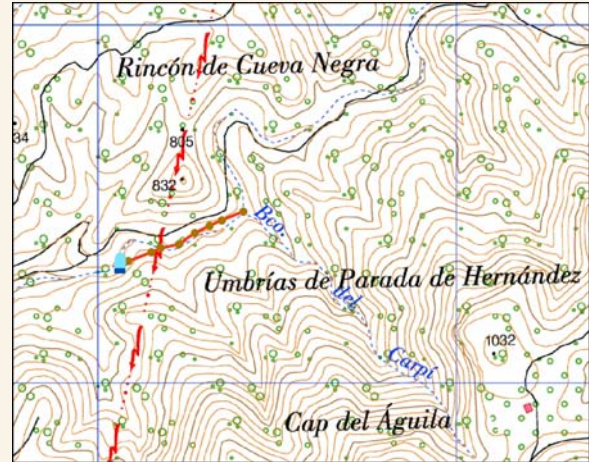 Rincón de Cueva Negra
34
805
832
Bco.
Umbrías de Parada de Hernández
del
1032
Carpí
Cap del Águila